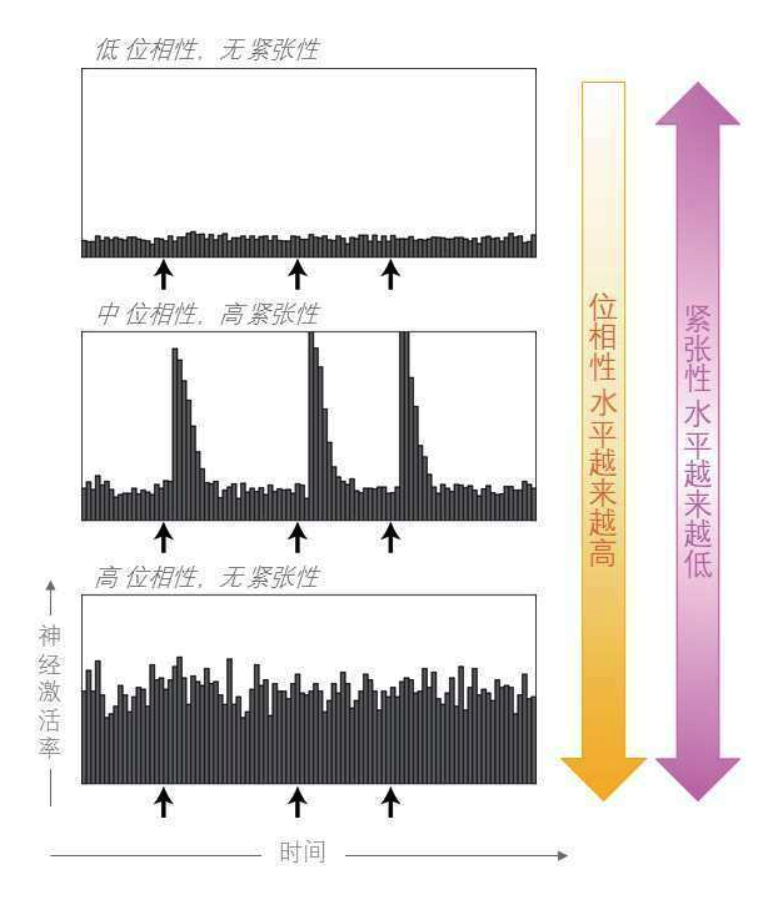 低 位相性，无 紧张性
中 位相性，高 紧张性
高 位相性，无 紧张性
神经激活率
时间
位相性 水平越来越高
紧张性 水平越来越低